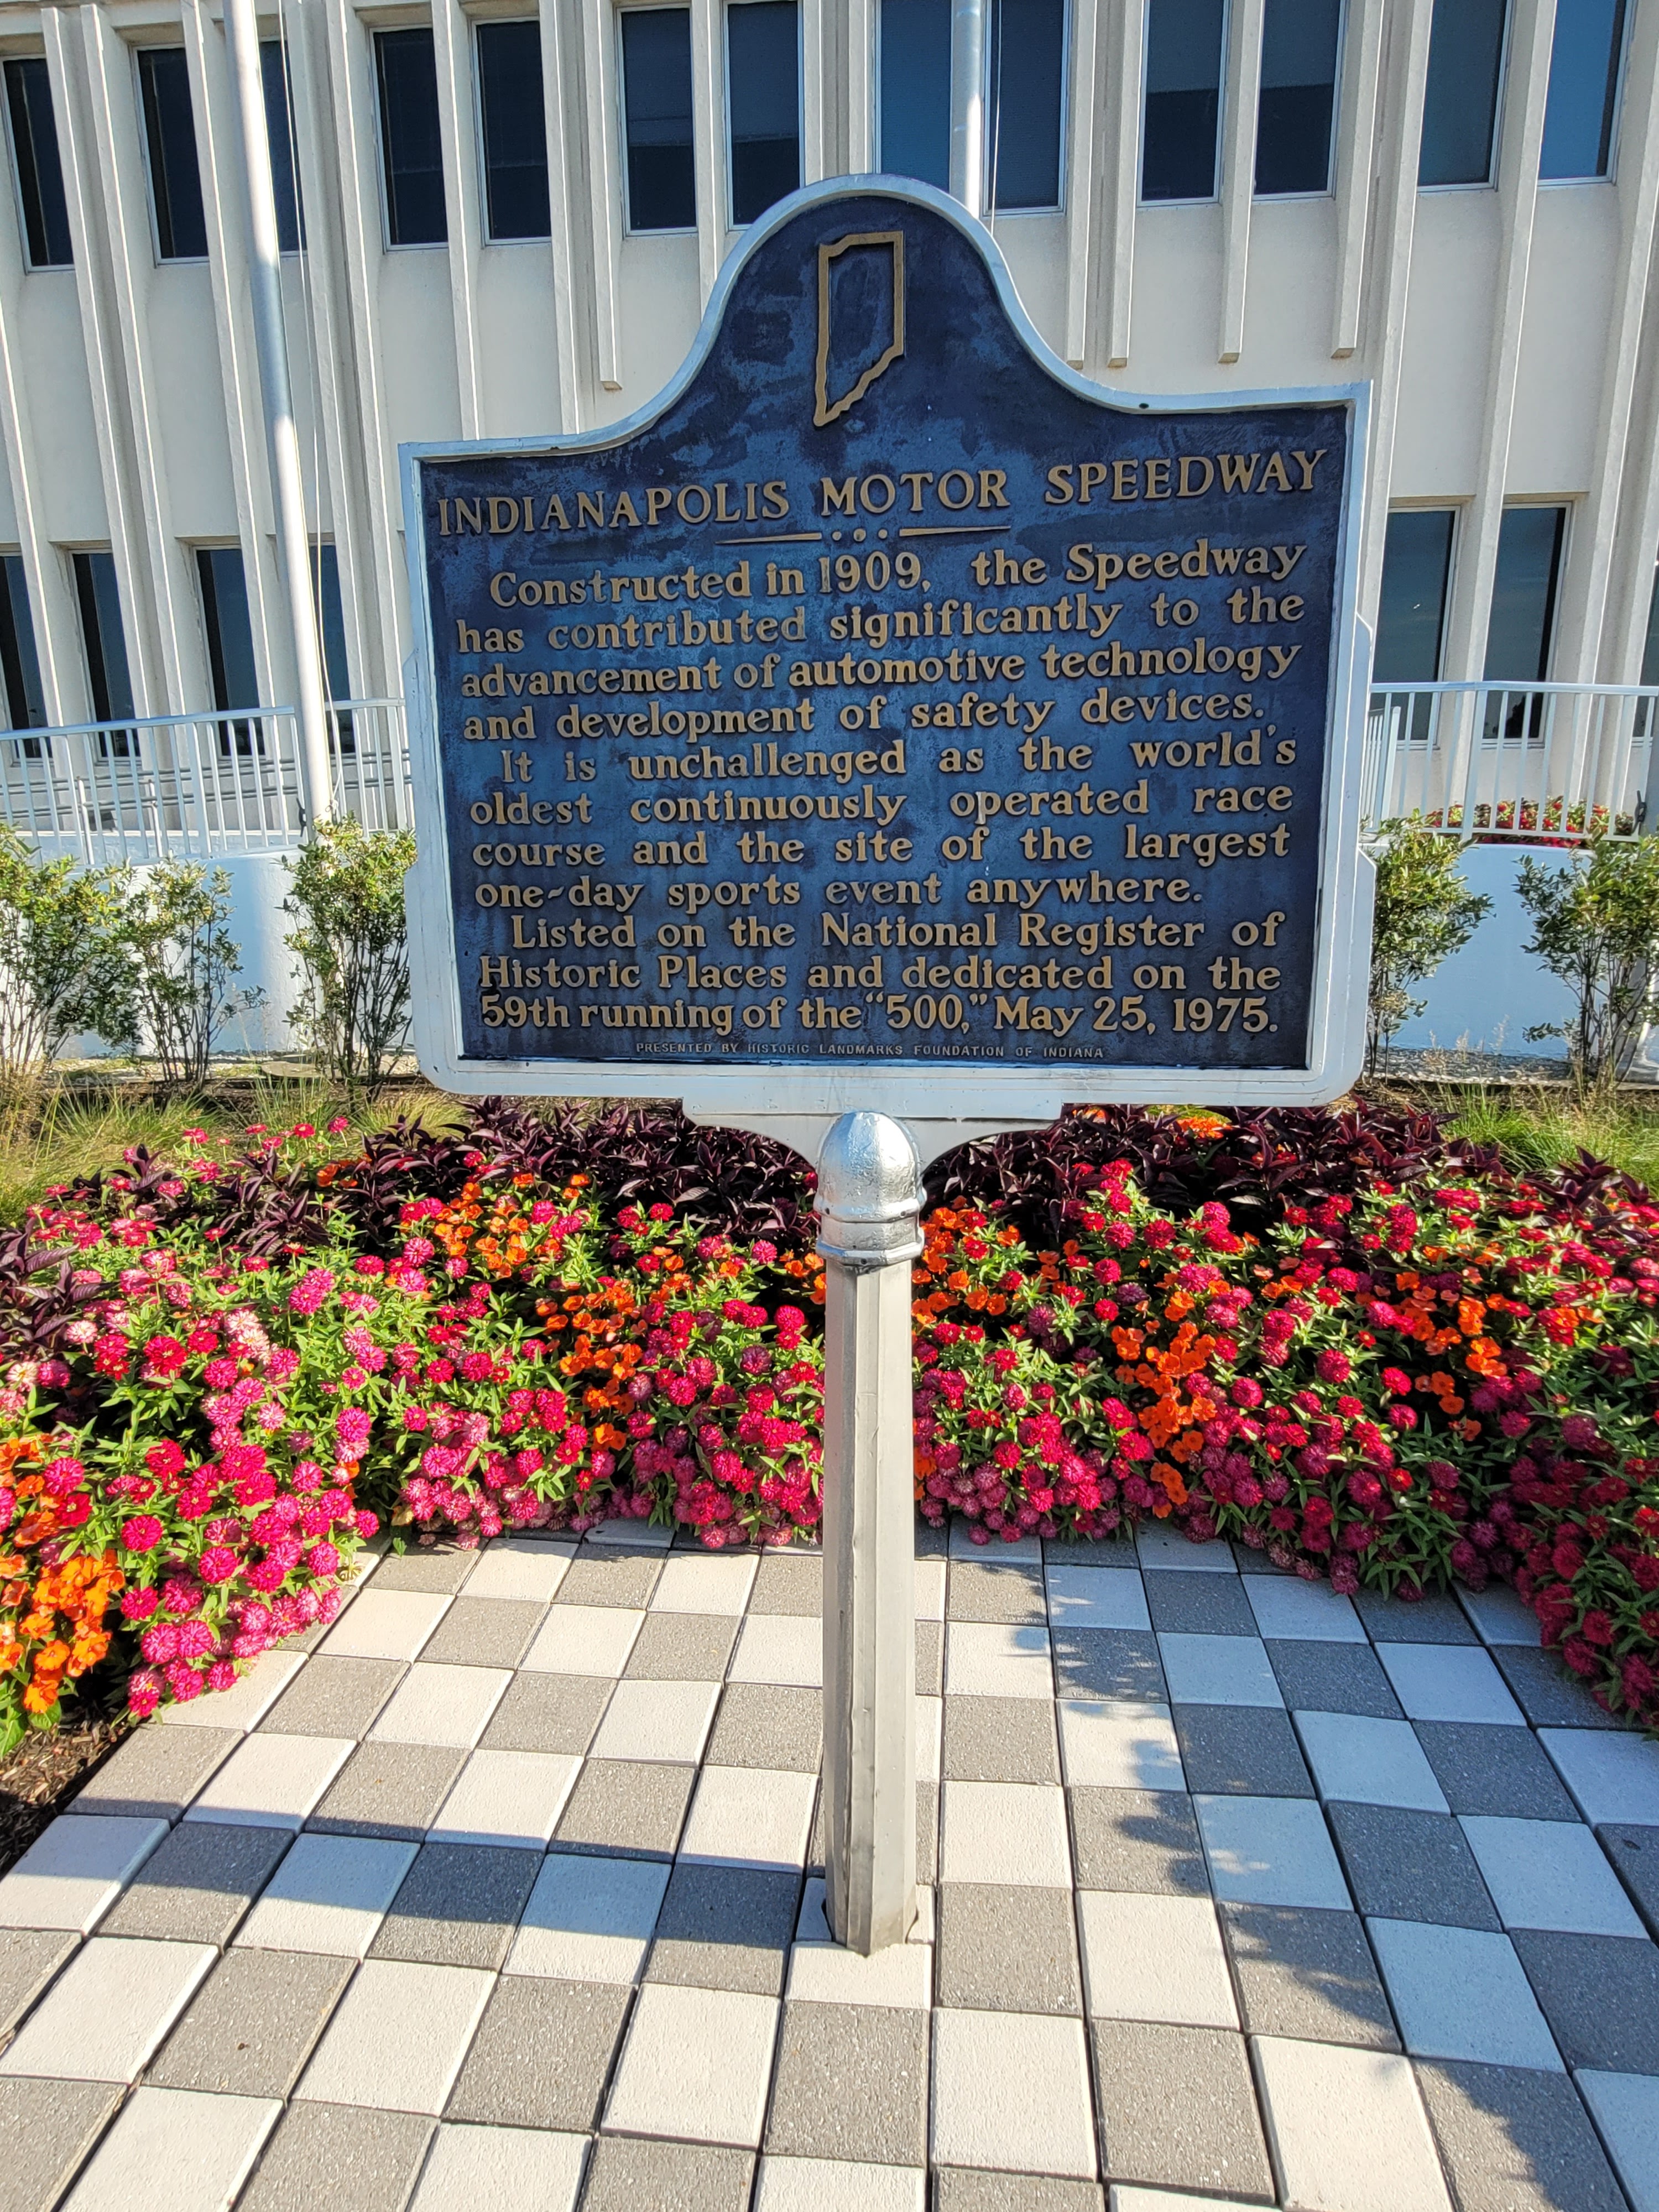 INDIANAPOLIS MOTOR SPEEDWAY
Constructed in 1909, the Speedway
has contributed significantly to the
advancement of automotive technology
and development of safety devices.
It is unchallenged as the world's
oldest continuously operated race
course and the site of the largest
one-day sports event anywhere.
Listed on the National Register of
Historic Places and dedicated on the
59th running of the "500," May 25, 1975.
PRESENTED BY HISTORIC LANDMARKS FOUNDATION OF INDIANA